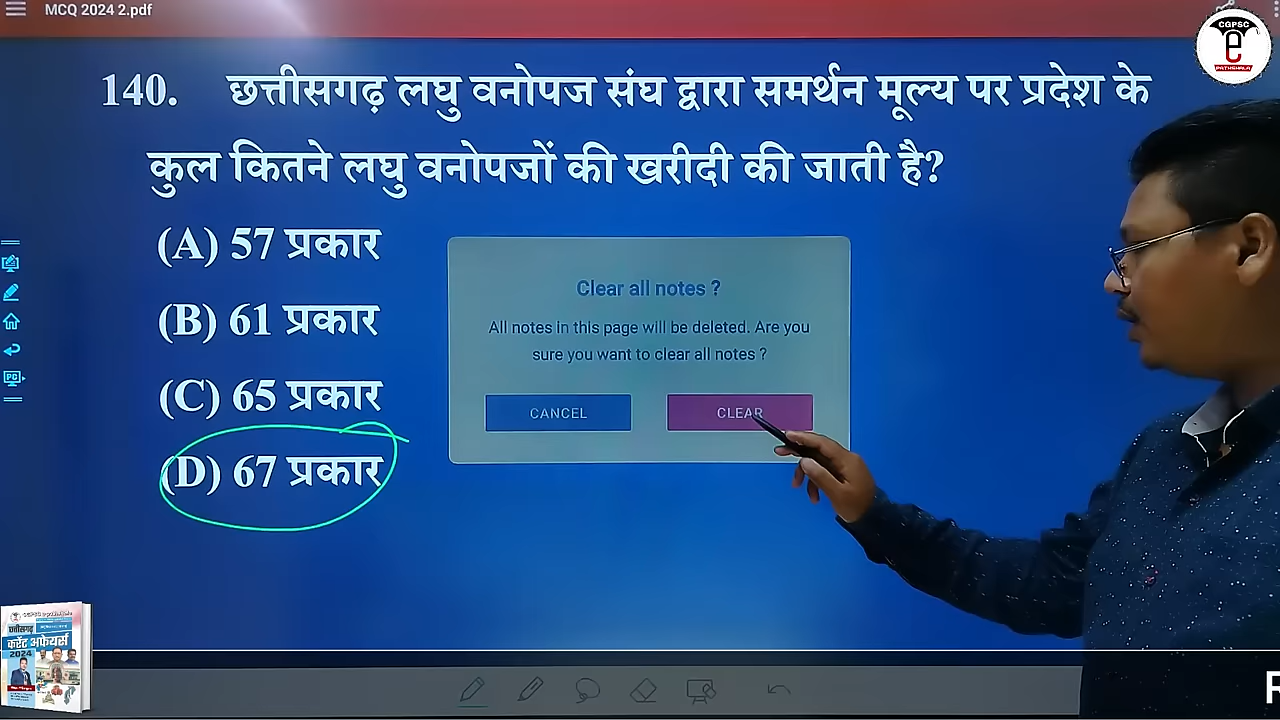 MCQ 2024 2.pdf
CGPSC
e
PATHSHALA
140. छत्तीसगढ़ लघु वनोपज संघ द्वारा समर्थन मूल्य पर प्रदेश के
कुल कितने लघु वनोपजों की खरीदी की जाती है?
(A) 57 प्रकार
(B) 61 प्रकार
(C) 65 प्रकार
(D) 67 प्रकार
Clear all notes ?
All notes in this page will be deleted. Are you
sure you want to clear all notes ?
CANCEL
CLEAR
PC
छत्तीसगढ़
करेंट अफेयर्स
2024